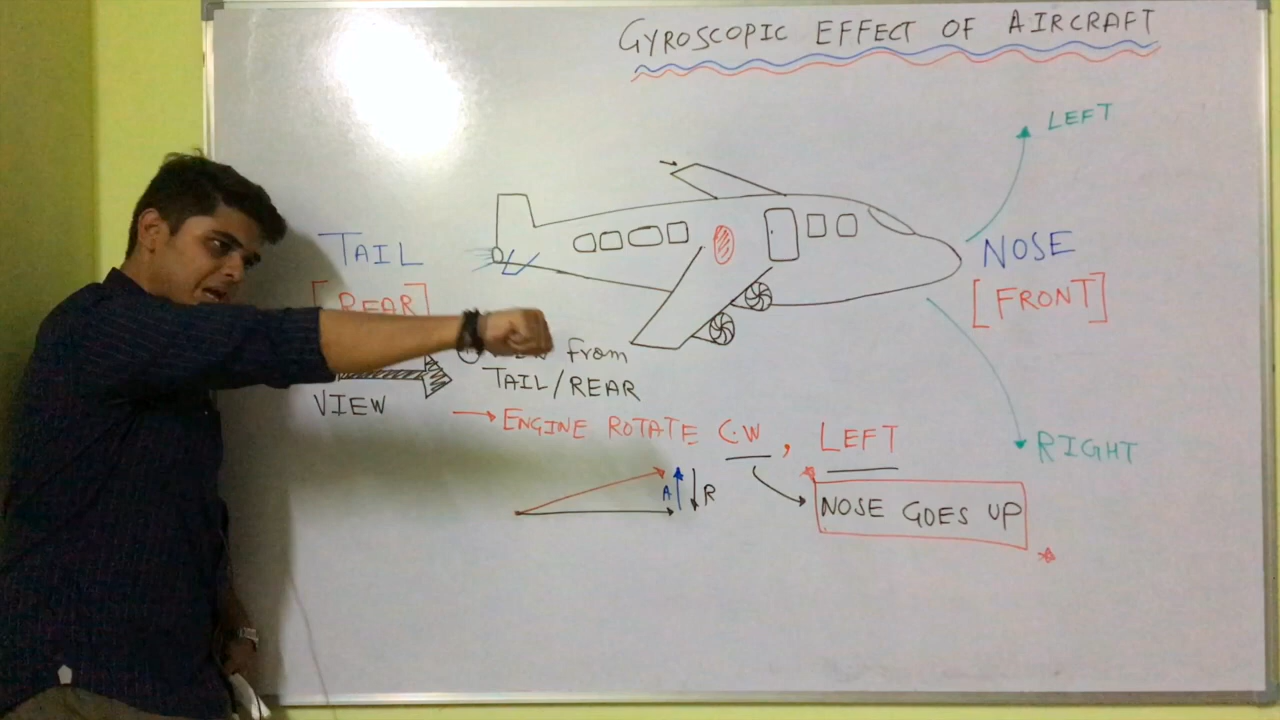 GYROSCOPIC EFFECT OF AIRCRAFT
LEFT
TAIL
[REAR]
NOSE
[FRONT]
from
TAIL/REAR
VIEW
→ ENGINE ROTATE C.W, LEFT
RIGHT
A R
NOSE GOES UP